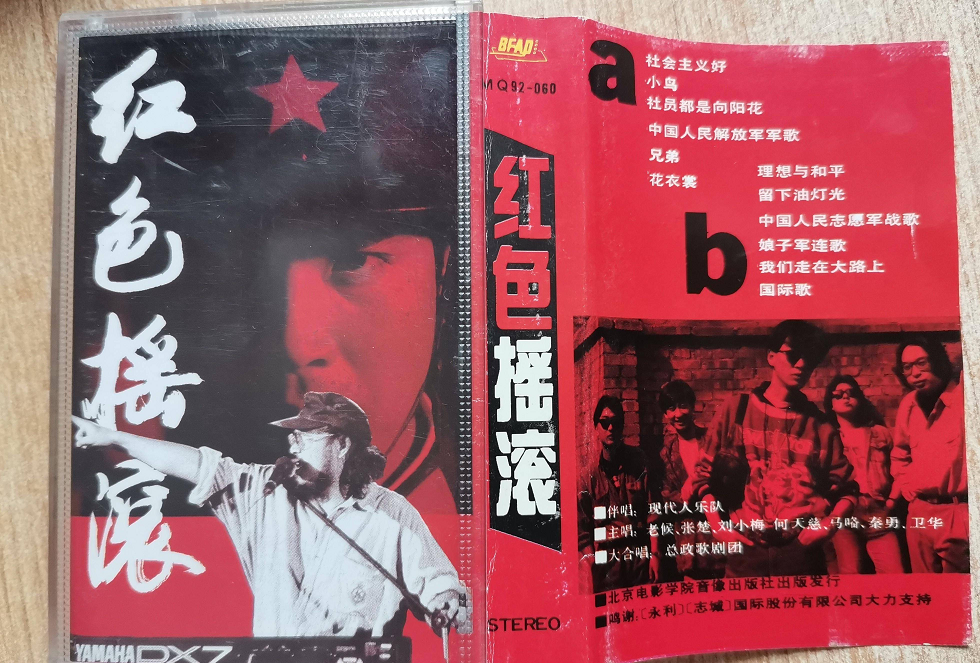 红色摇滚
YAMAHA DX7
BFAP
MQ92-060
红色摇滚
STEREO
a
社会主义好
小鸟
社员都是向阳花
中国人民解放军军歌
兄弟
花衣裳
b
理想与和平
留下油灯光
中国人民志愿军战歌
娘子军连歌
我们走在大路上
国际歌
■伴唱：现代人乐队
■主唱：老候、张楚、刘小梅 何天慈、马嘻、秦勇、卫华
■大合唱：总政歌剧团
■北京电影学院音像出版社出版发行
■鸣谢：〔永利〕〔志城〕国际股份有限公司大力支持